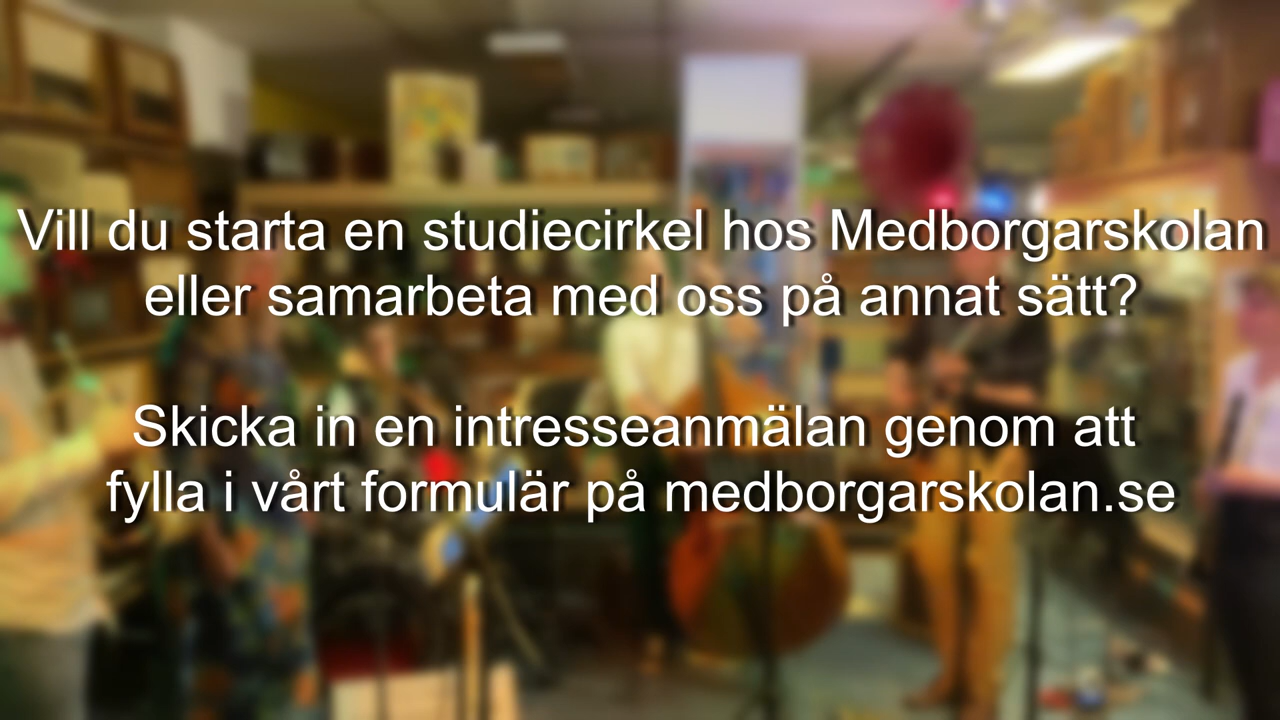 Vill du starta en studiecirkel hos Medborgarskolan
eller samarbeta med oss på annat sätt?
Skicka in en intresseanmälan genom att
fylla i vårt formulär på medborgarskolan.se